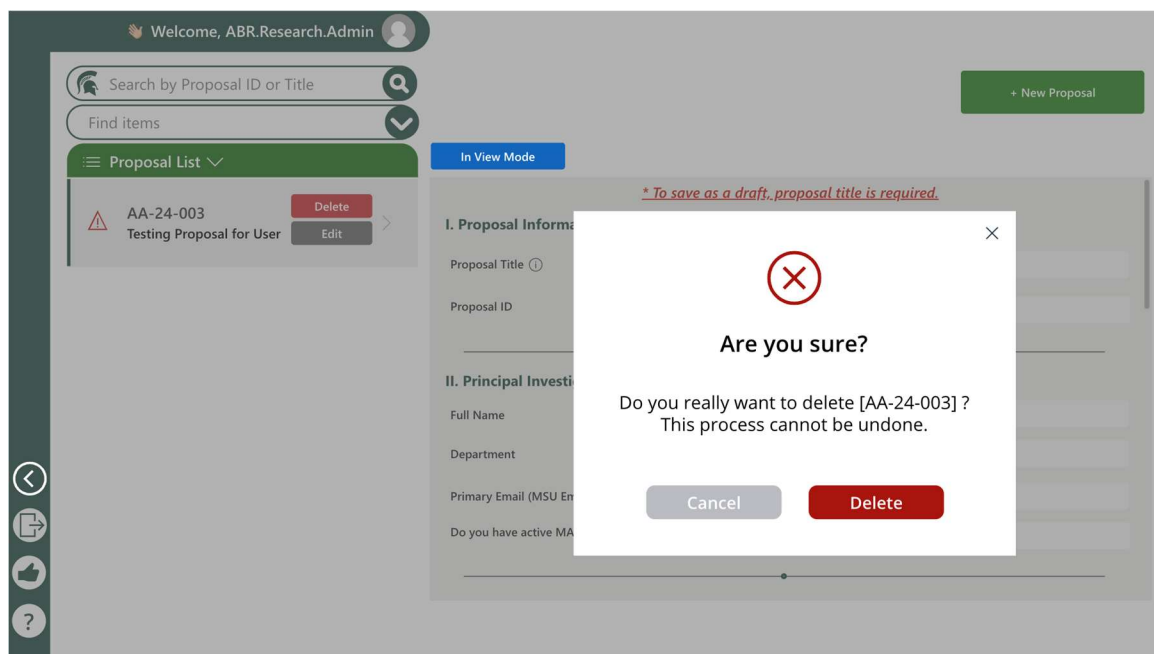 Welcome, ABR.Research.Admin
Search by Proposal ID or Title
Find items
+ New Proposal
Proposal List
In View Mode
AA-24-003
Testing Proposal for User
Delete
Edit
* To save as a draft, proposal title is required.
I. Proposal Informa
Proposal Title
Proposal ID
II. Principal Investi
Full Name
Department
Primary Email (MSU Em
Do you have active MA
Are you sure?
Do you really want to delete [AA-24-003] ?
This process cannot be undone.
Cancel
Delete
?